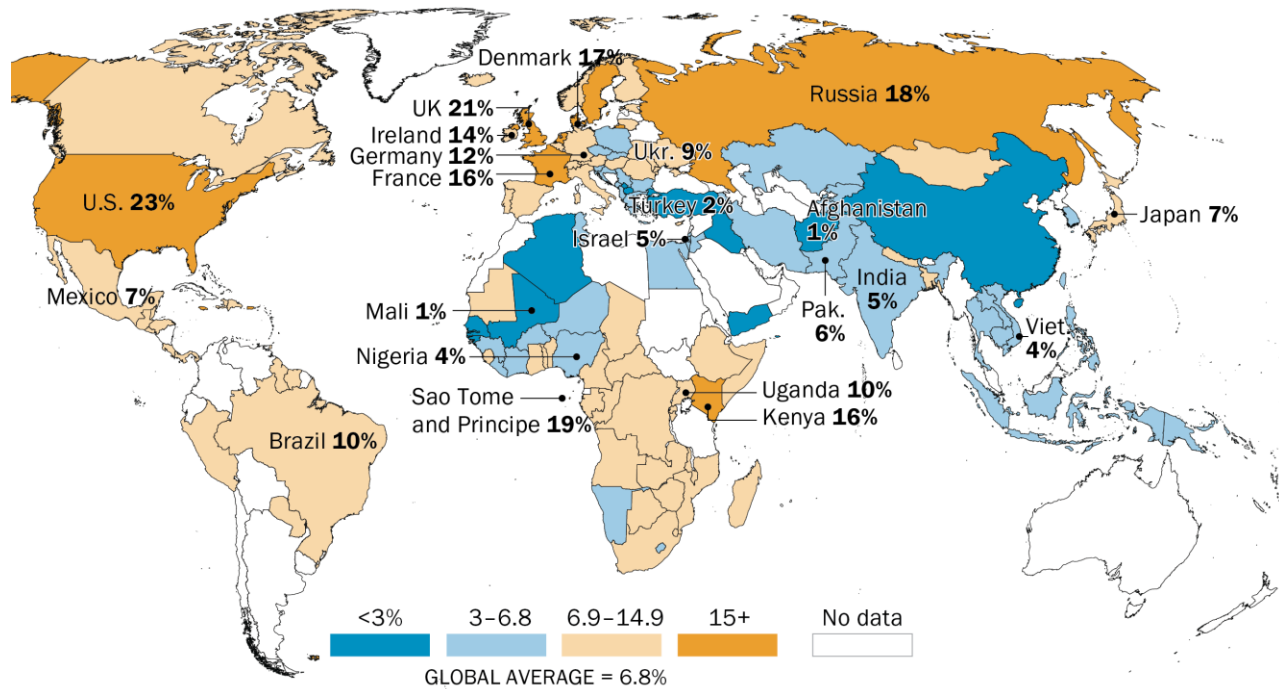 Denmark 17%
UK 21%
Ireland 14%
Germany 12%
France 16%
Russia 18%
Ukr. 9%
U.S. 23%
Turkey 2%
Afghanistan
1%
Japan 7%
Israel 5%
Mexico 7%
Mali 1%
Pak.
6%
India
5%
Viet.
4%
Nigeria 4%
Sao Tome
and Principe 19%
Uganda 10%
Kenya 16%
Brazil 10%
<3% 3–6.8 6.9–14.9 15+ No data
GLOBAL AVERAGE = 6.8%